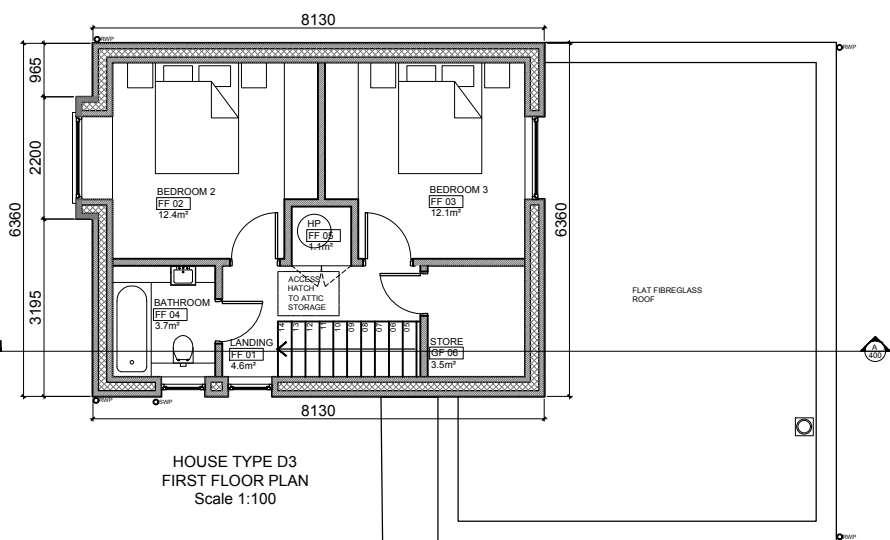 8130
RWP
RWP
965
2200
3195
6360
6360
BEDROOM 2
FF 02
12.4m²
BEDROOM 3
FF 03
12.1m²
HP
FF 05
1.1m²
ACCESS
HATCH
TO ATTIC
STORAGE
BATHROOM
FF 04
3.7m²
LANDING
FF 01
4.6m²
14
13
12
11
10
09
08
07
06
05
STORE
GF 06
3.5m²
FLAT FIBREGLASS
ROOF
A
400
RWP
SWP
8130
HOUSE TYPE D3
FIRST FLOOR PLAN
Scale 1:100
RWP